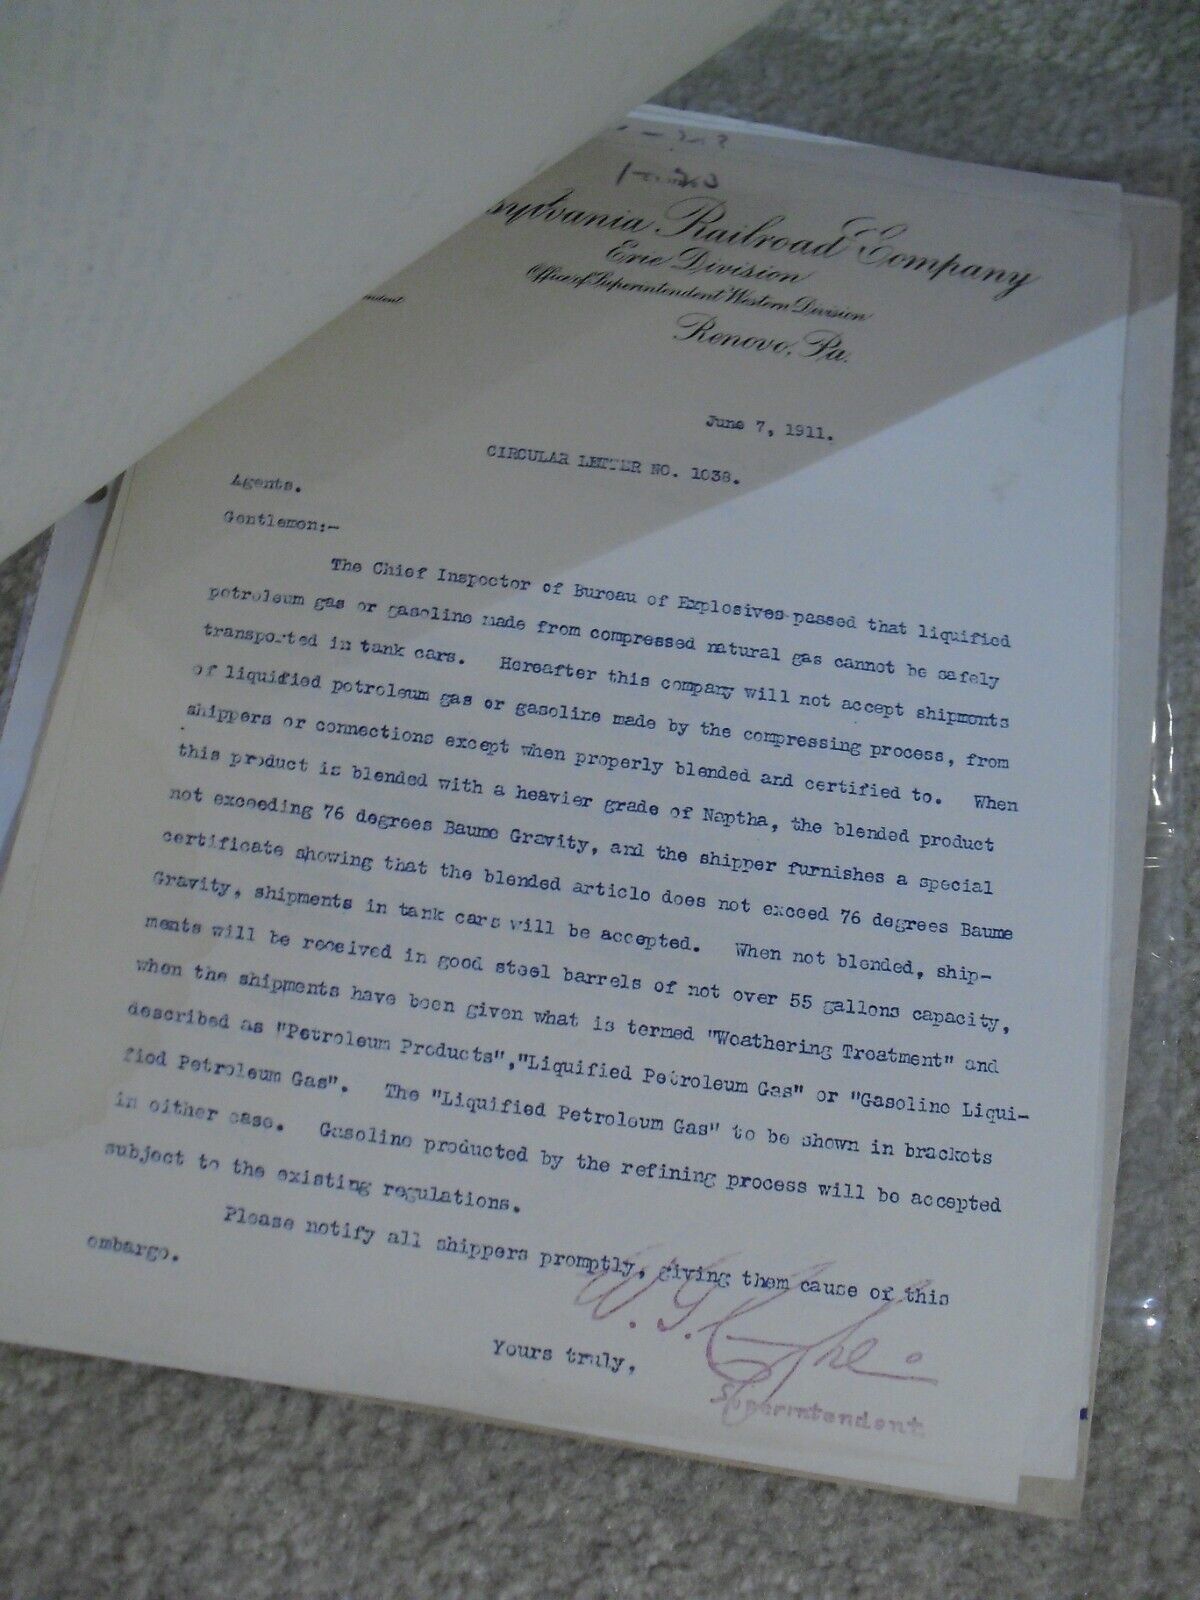 sylvania Railroad Company
Erie Division
Office of Superintendent Western Division
ndent
Renovo, Pa.
June 7, 1911.
CIRCULAR LETTER NO. 1038.
Agents.
Gentlemen:-
The Chief Inspector of Bureau of Explosives passed that liquified
petroleum gas or gasoline made from compressed natural gas cannot be safely
transported in tank cars. Hereafter this company will not accept shipments
of liquified potroleum gas or gasoline made by the compressing process, from
shippers or connections except when properly blended and certified to. When
this product is blended with a heavier grade of Naptha, the blended product
not exceeding 76 degrees Baume Gravity, and the shipper furnishes a special
certificate showing that the blended article does not exceed 76 degrees Baume
Gravity, shipments in tank cars will be accepted. When not blended, ship-
ments will be received in good steel barrels of not over 55 gallons capacity,
when the shipments have been given what is termed "Weathering Treatment" and
described as "Petroleum Products","Liquified Petroleum Gas" or "Gasoline Liqui-
fied Petroleum Gas". The "Liquified Petroleum Gas" to be shown in brackets
in either case. Gasoline producted by the refining process will be accepted
subject to the existing regulations.
Please notify all shippers promptly, giving them cause of this
embargo.
Yours truly,
Superintendent